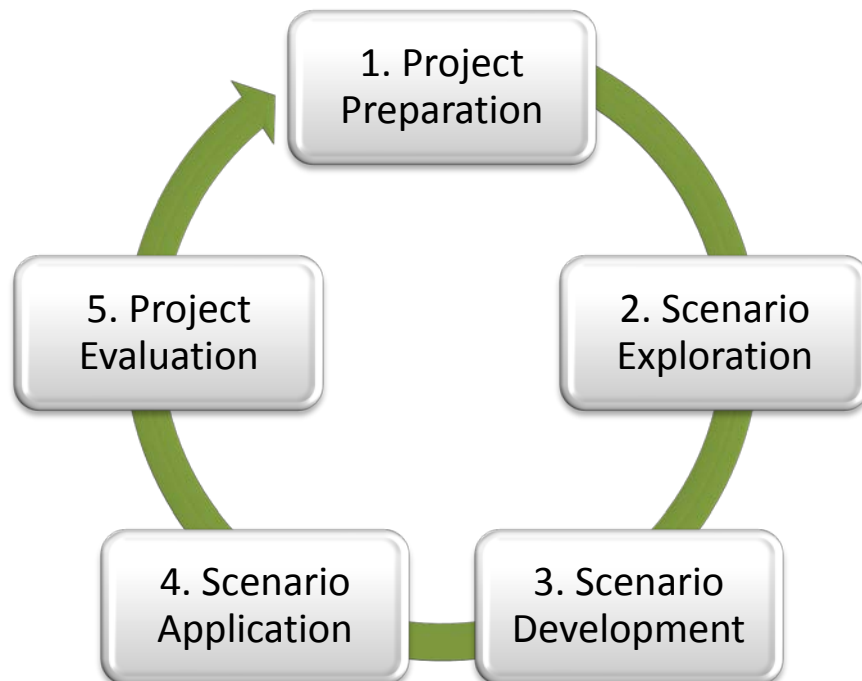 1. Project
Preparation
2. Scenario
Exploration
3. Scenario
Development
4. Scenario
Application
5. Project
Evaluation